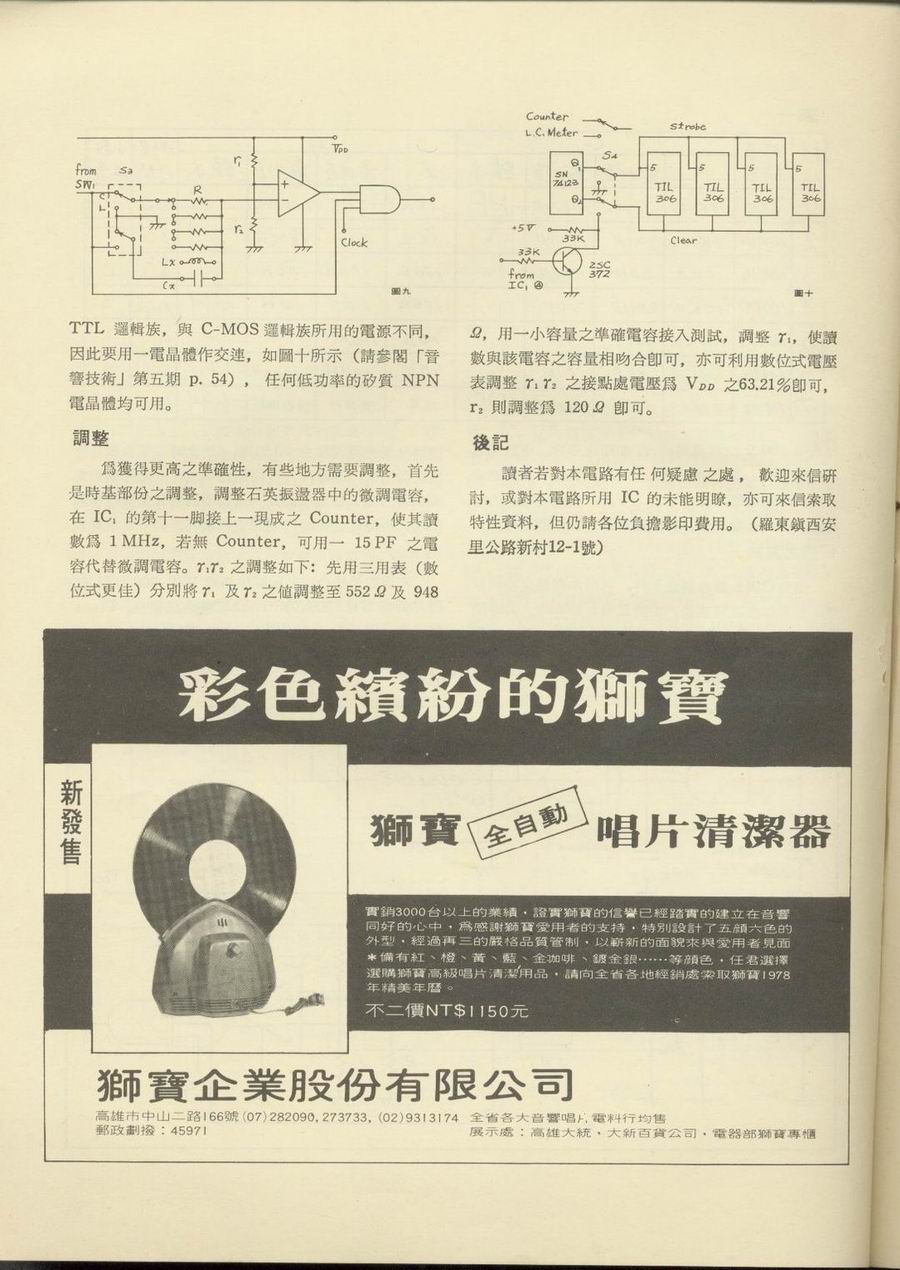 from
SW₁
S₃
C
L
R
Lx
Cx
r₁
r₂
+
−
V_DD
Clock
圖九
Counter
L.C. Meter
strobe
S₄
SN
74123
Q₁
Q₂
5
TIL
306
5
TIL
306
5
TIL
306
5
TIL
306
+5V
33K
Clear
33K
from
IC₁ Ⓐ
2SC
372
圖十
TTL 邏輯族，與 C-MOS 邏輯族所用的電源不同，
因此要用一電晶體作交連，如圖十所示（請參閣「音
響技術」第五期 p. 54），任何低功率的矽質 NPN
電晶體均可用。
調整
爲獲得更高之準確性，有些地方需要調整，首先
是時基部份之調整，調整石英振盪器中的微調電容，
在 IC₁ 的第十一脚接上一現成之 Counter，使其讀
數爲 1 MHz，若無 Counter，可用一 15 PF 之電
容代替微調電容。r₁r₂ 之調整如下：先用三用表（數
位式更佳）分別將 r₁ 及 r₂ 之値調整至 552 Ω 及 948
Ω，用一小容量之準確電容接入測試，調整 r₁，使讀
數與該電容之容量相吻合卽可，亦可利用數位式電壓
表調整 r₁ r₂ 之接點處電壓爲 V_DD 之63.21％卽可，
r₂ 則調整爲 120 Ω 卽可。
後記
讀者若對本電路有任 何疑慮 之處， 歡迎來信研
討，或對本電路所用 IC 的未能明瞭，亦可來信索取
特性資料，但仍請各位負擔影印費用。（羅東鎭西安
里公路新村12-1號）
彩色繽紛的獅寶
新發售
獅寶 全自動 唱片清潔器
實銷3000台以上的業績，證實獅寶的信譽已經踏實的建立在音響
同好的心中，爲感謝獅寶愛用者的支持，特別設計了五顏六色的
外型，經過再三的嚴格品質管制，以嶄新的面貌來與愛用者見面
＊備有紅、橙、黃、藍、金咖啡、鍍金銀……等顏色，任君選擇
選購獅寶高級唱片清潔用品，請向全省各地經銷處索取獅寶1978
年精美年曆。
不二價NT$1150元
獅寶企業股份有限公司
高雄市中山二路166號(07)282090, 273733, (02)9313174 全省各大音響唱片,電料行均售
郵政劃撥：45971 展示處：高雄大統，大新百貨公司，電器部獅寶專櫃